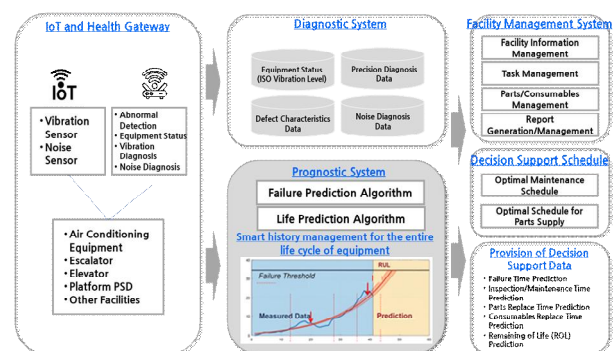 IoT and Health Gateway
IoT
• Vibration
Sensor
• Noise
Sensor
• Abnormal
Detection
• Equipment Status
• Vibration
Diagnosis
• Noise Diagnosis
• Air Conditioning
Equipment
• Escalator
• Elevator
• Platform PSD
• Other Facilities
Diagnostic System
Equipment Status
(ISO Vibration Level)
Precision Diagnosis
Data
Defect Characteristics
Data
Noise Diagnosis
Data
Prognostic System
Failure Prediction Algorithm
Life Prediction Algorithm
Smart history management for the entire
life cycle of equipment
RUL
Failure Threshold
Measured Data
Prediction
Facility Management System
Facility Information
Management
Task Management
Parts/Consumables
Management
Report
Generation/Management
Decision Support Schedule
Optimal Maintenance
Schedule
Optimal Schedule for
Parts Supply
Provision of Decision
Support Data
• Failure Time Prediction
• Inspection/Maintenance Time
Prediction
• Parts Replace Time Prediction
• Consumables Replace Time
Prediction
• Remaining of Life (RGL)
Prediction